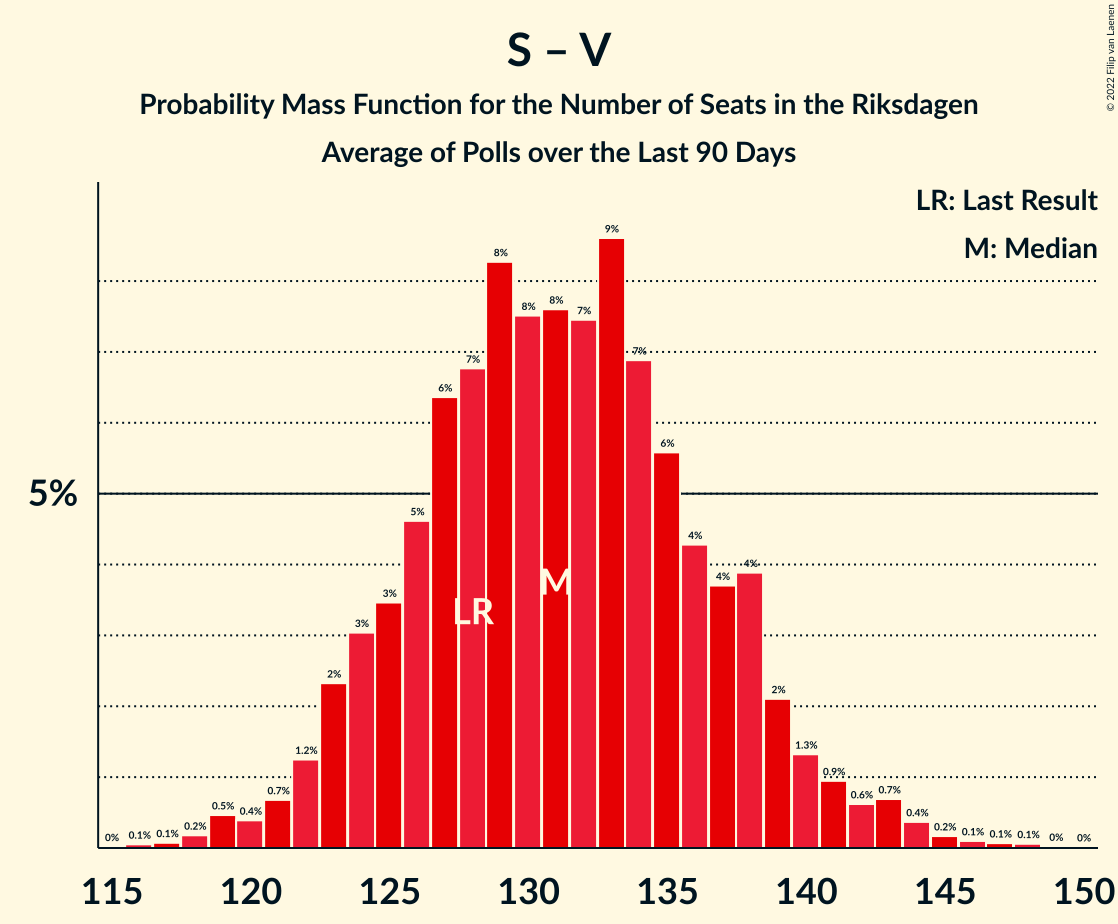 S – V
Probability Mass Function for the Number of Seats in the Riksdagen
Average of Polls over the Last 90 Days
© 2022 Filip van Laenen
LR: Last Result
M: Median
5%
0% 0.1% 0.1% 0.2% 0.5% 0.4% 0.7% 1.2% 2% 3% 3% 5% 6% 7% 8% 8% 8% 7% 9% 7% 6% 4% 4% 4% 2% 1.3% 0.9% 0.6% 0.7% 0.4% 0.2% 0.1% 0.1% 0.1% 0% 0%
LR M
115 120 125 130 135 140 145 150